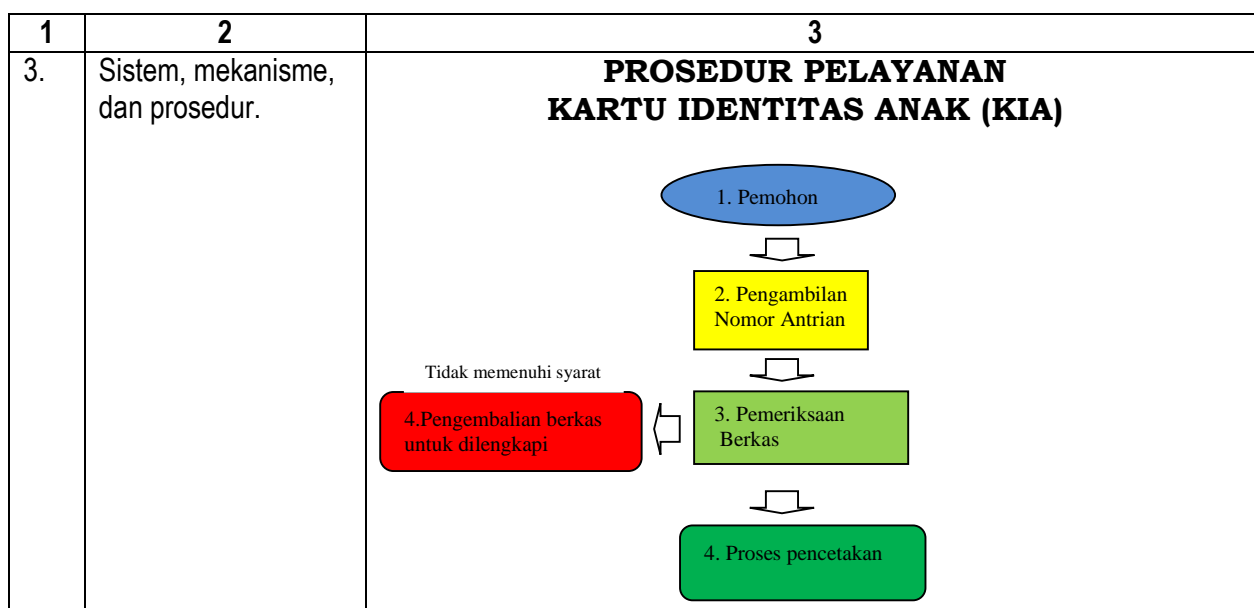 1 2 3
3. Sistem, mekanisme,
dan prosedur.
PROSEDUR PELAYANAN
KARTU IDENTITAS ANAK (KIA)
1. Pemohon
2. Pengambilan
Nomor Antrian
Tidak memenuhi syarat
4.Pengembalian berkas
untuk dilengkapi
3. Pemeriksaan
Berkas
4. Proses pencetakan